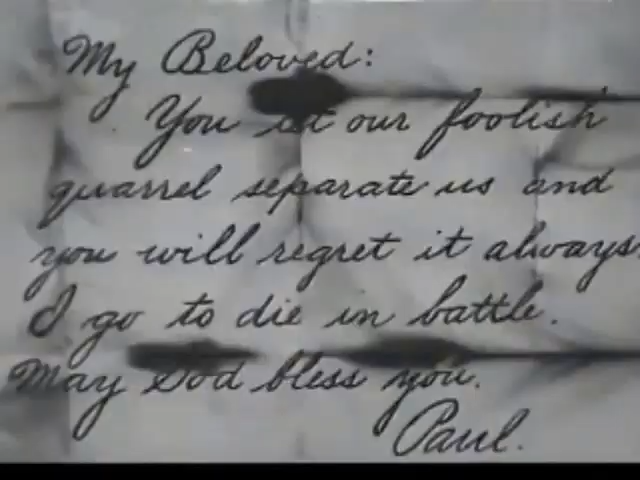 My Beloved:
You let our foolish
quarrel separate us and
you will regret it always.
I go to die in battle.
May God bless you.
Paul.